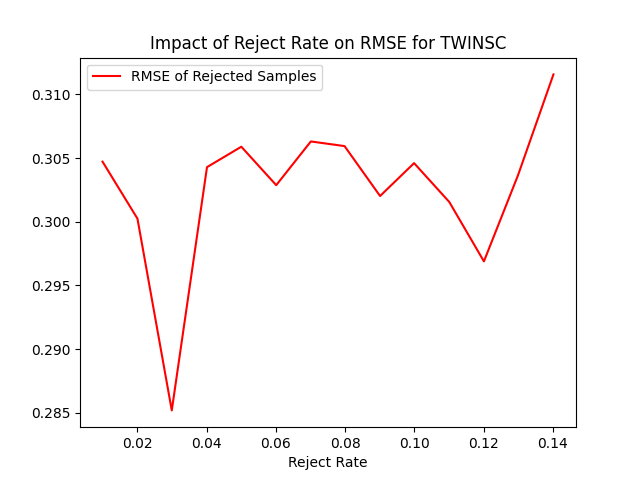 Impact of Reject Rate on RMSE for TWINSC
RMSE of Rejected Samples
0.310
0.305
0.300
0.295
0.290
0.285
0.02 0.04 0.06 0.08 0.10 0.12 0.14
Reject Rate